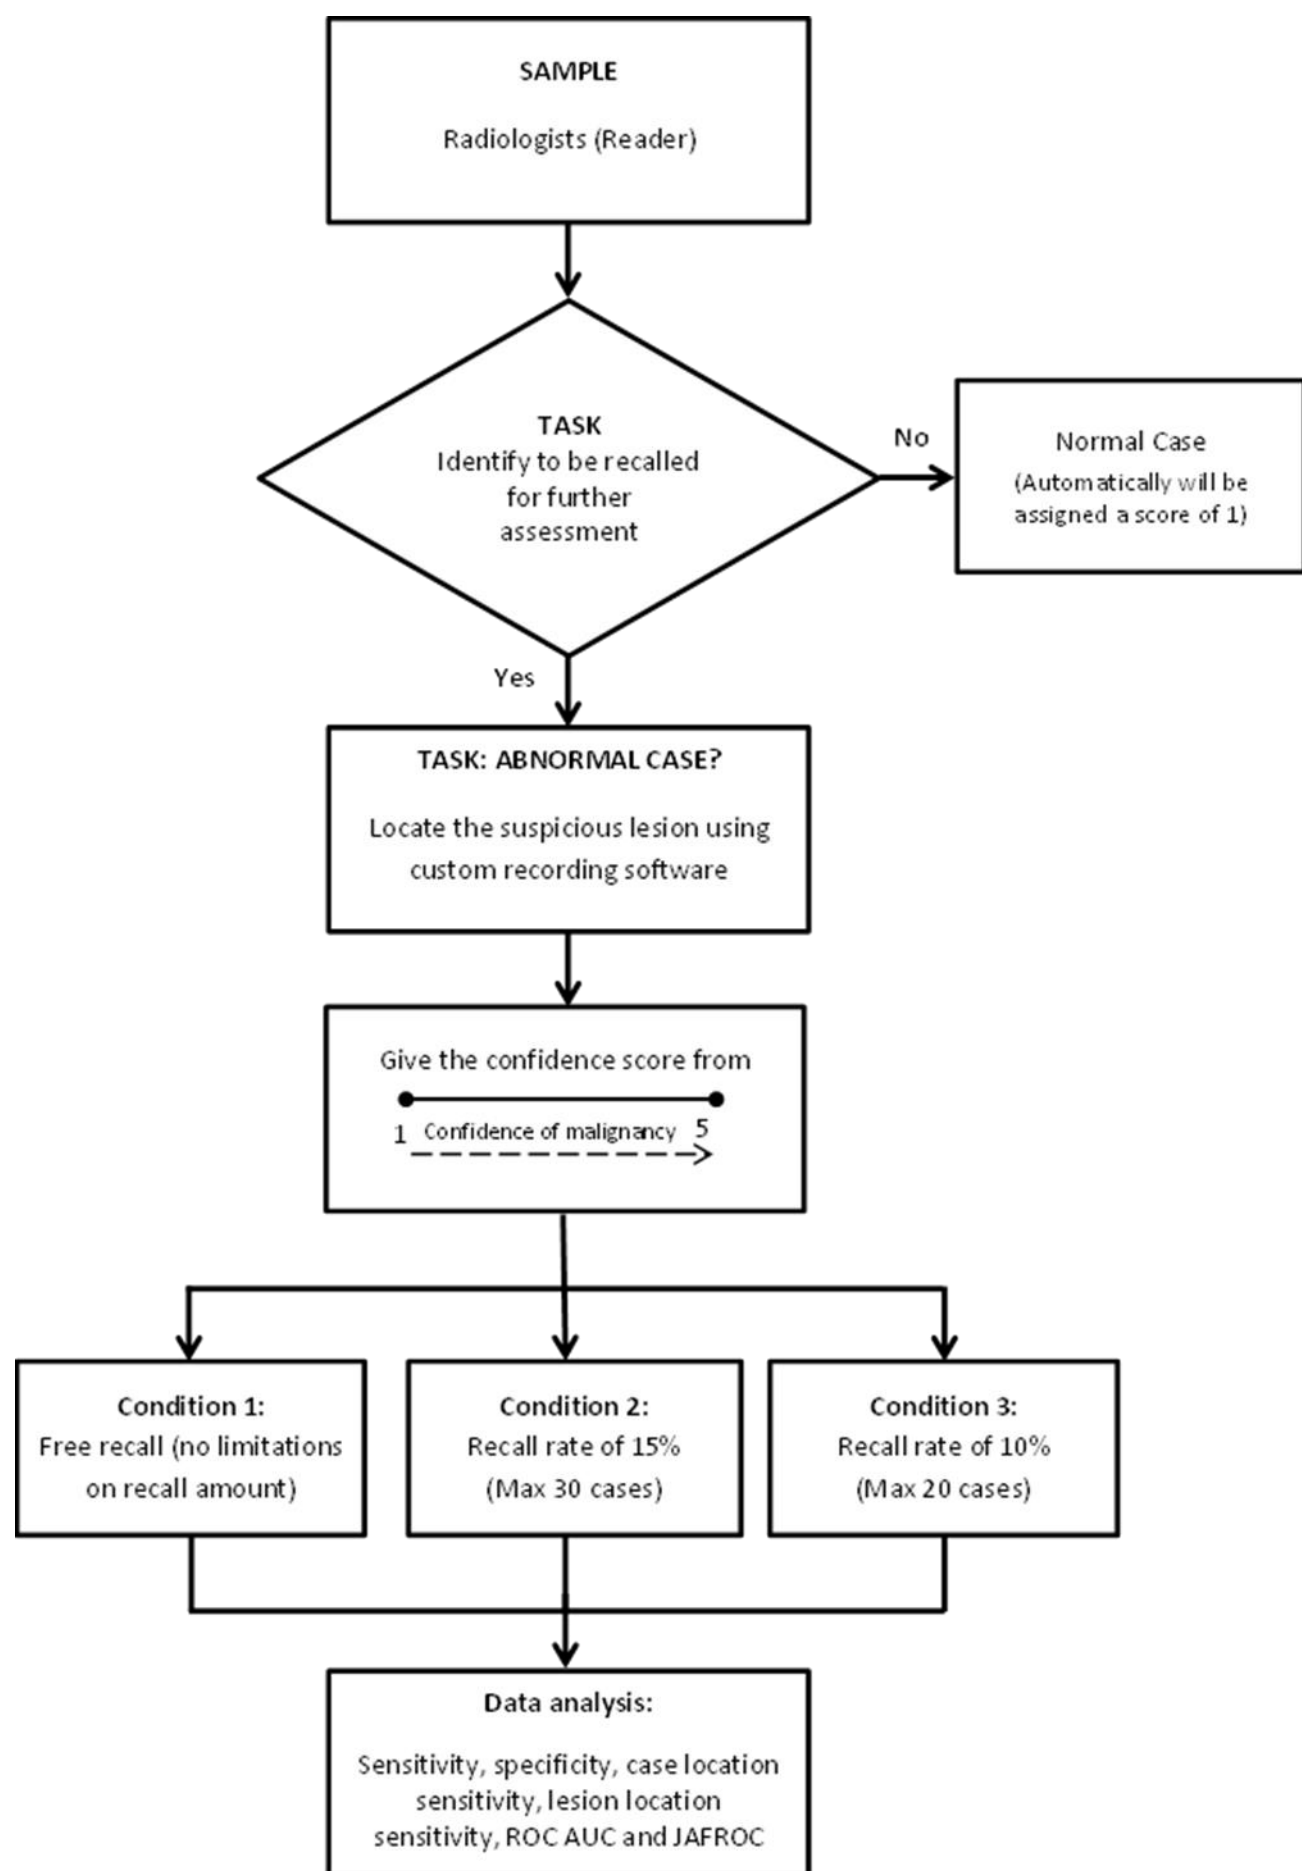 SAMPLE
Radiologists (Reader)
TASK
Identify to be recalled
for further
assessment
No
Normal Case
(Automatically will be
assigned a score of 1)
Yes
TASK: ABNORMAL CASE?
Locate the suspicious lesion using
custom recording software
Give the confidence score from
1 Confidence of malignancy 5
Condition 1:
Free recall (no limitations
on recall amount)
Condition 2:
Recall rate of 15%
(Max 30 cases)
Condition 3:
Recall rate of 10%
(Max 20 cases)
Data analysis:
Sensitivity, specificity, case location
sensitivity, lesion location
sensitivity, ROC AUC and JAFROC